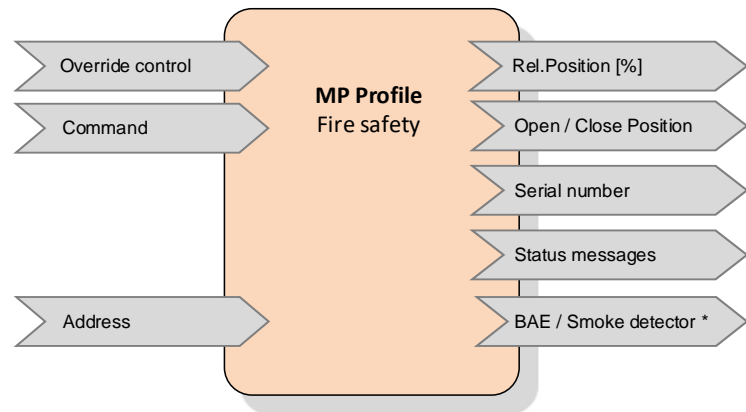 Override control
Command
Address
MP Profile
Fire safety
Rel.Position [%]
Open / Close Position
Serial number
Status messages
BAE / Smoke detector *